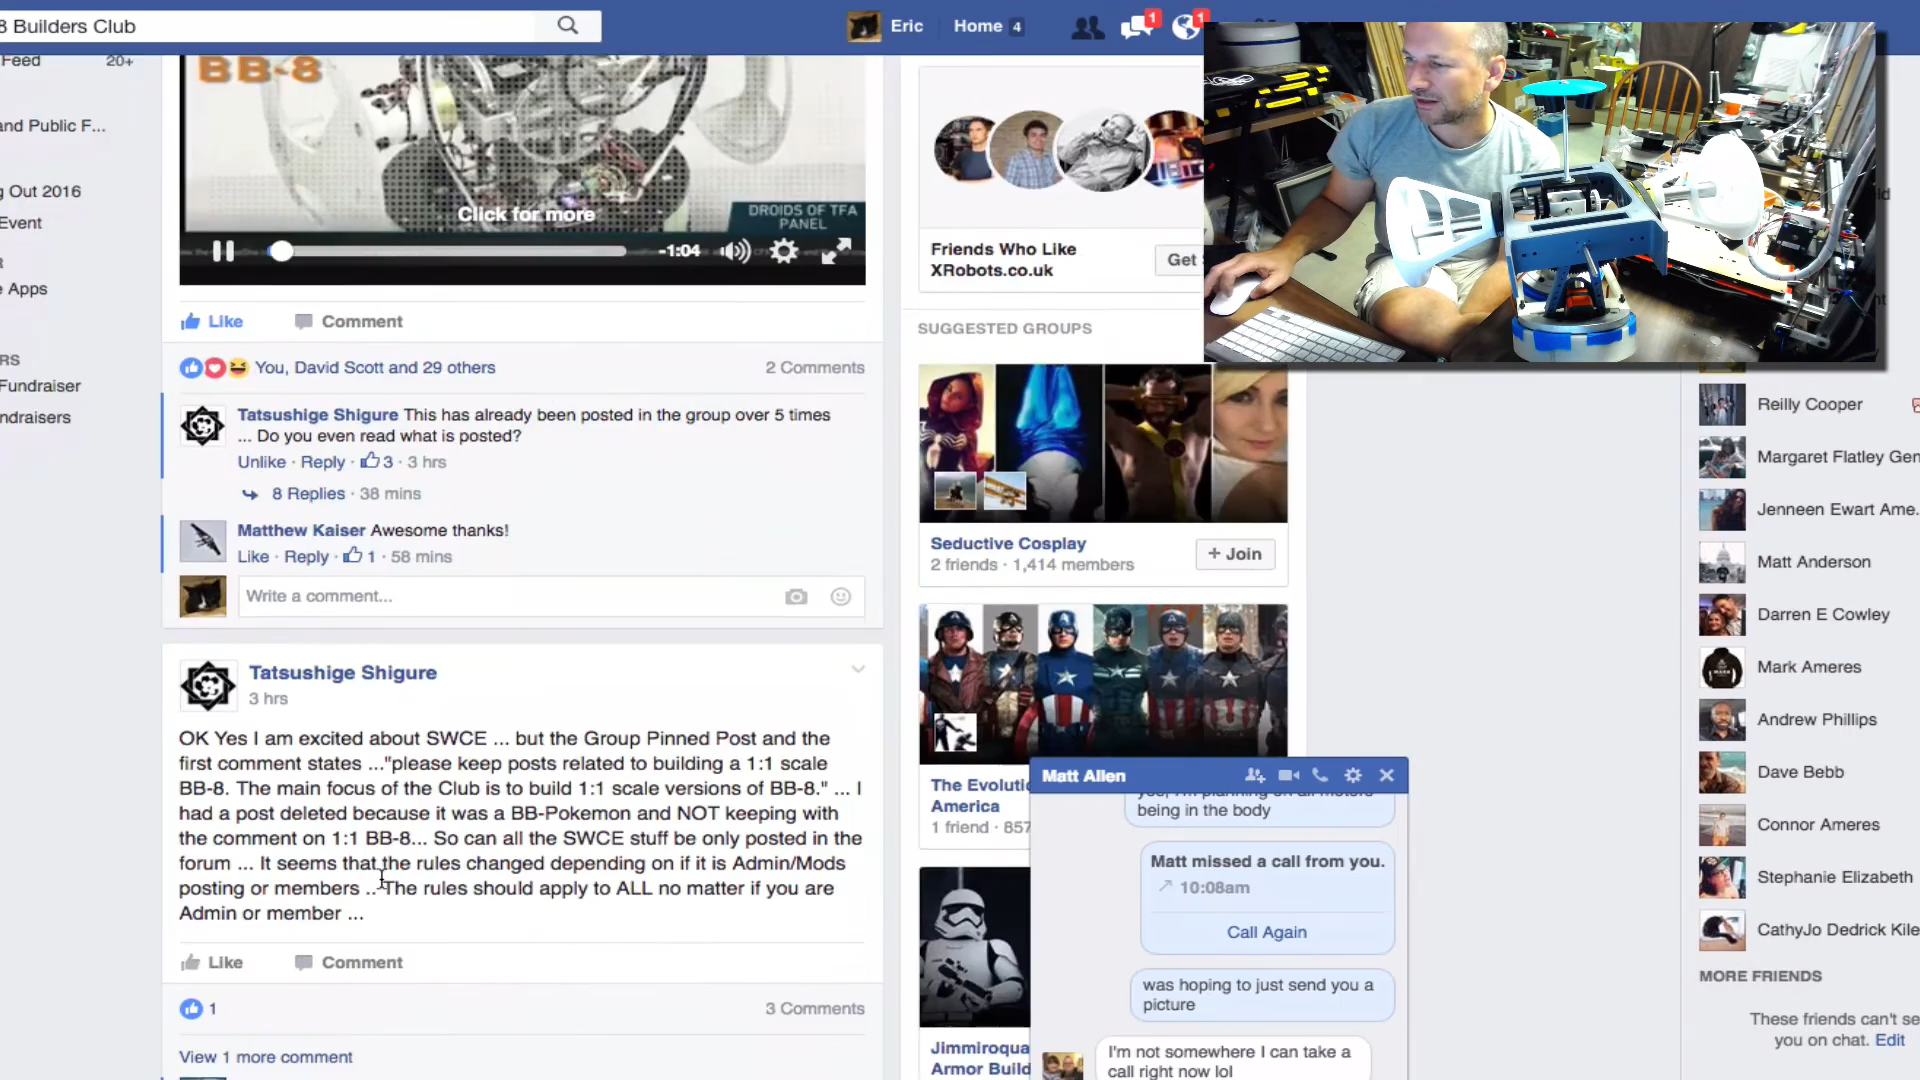 8 Builders Club
Eric
Home 4
1
1
Feed
20+
and Public F...
g Out 2016
Event
R
e Apps
RS
Fundraiser
ndraisers
BB-8
Click for more
DROIDS OF TFA
PANEL
-1:04
Like
Comment
You, David Scott and 29 others
2 Comments
Tatsushige Shigure This has already been posted in the group over 5 times
... Do you even read what is posted?
Unlike · Reply · 3 · 3 hrs
8 Replies · 38 mins
Matthew Kaiser Awesome thanks!
Like · Reply · 1 · 58 mins
Write a comment...
Tatsushige Shigure
3 hrs
OK Yes I am excited about SWCE ... but the Group Pinned Post and the
first comment states ..."please keep posts related to building a 1:1 scale
BB-8. The main focus of the Club is to build 1:1 scale versions of BB-8." ... I
had a post deleted because it was a BB-Pokemon and NOT keeping with
the comment on 1:1 BB-8... So can all the SWCE stuff be only posted in the
forum ... It seems that the rules changed depending on if it is Admin/Mods
posting or members ... The rules should apply to ALL no matter if you are
Admin or member ...
Like
Comment
1
3 Comments
View 1 more comment
Friends Who Like
XRobots.co.uk
Get
SUGGESTED GROUPS
Seductive Cosplay
2 friends · 1,414 members
+ Join
The Evoluti
America
1 friend · 857
Jimmiroqua
Armor Build
Matt Allen
being in the body
Matt missed a call from you.
10:08am
Call Again
was hoping to just send you a
picture
I'm not somewhere I can take a
call right now lol
Reilly Cooper
Margaret Flatley Gen
Jenneen Ewart Ame...
Matt Anderson
Darren E Cowley
Mark Ameres
Andrew Phillips
Dave Bebb
Connor Ameres
Stephanie Elizabeth
CathyJo Dedrick Kile
MORE FRIENDS
These friends can't se
you on chat. Edit